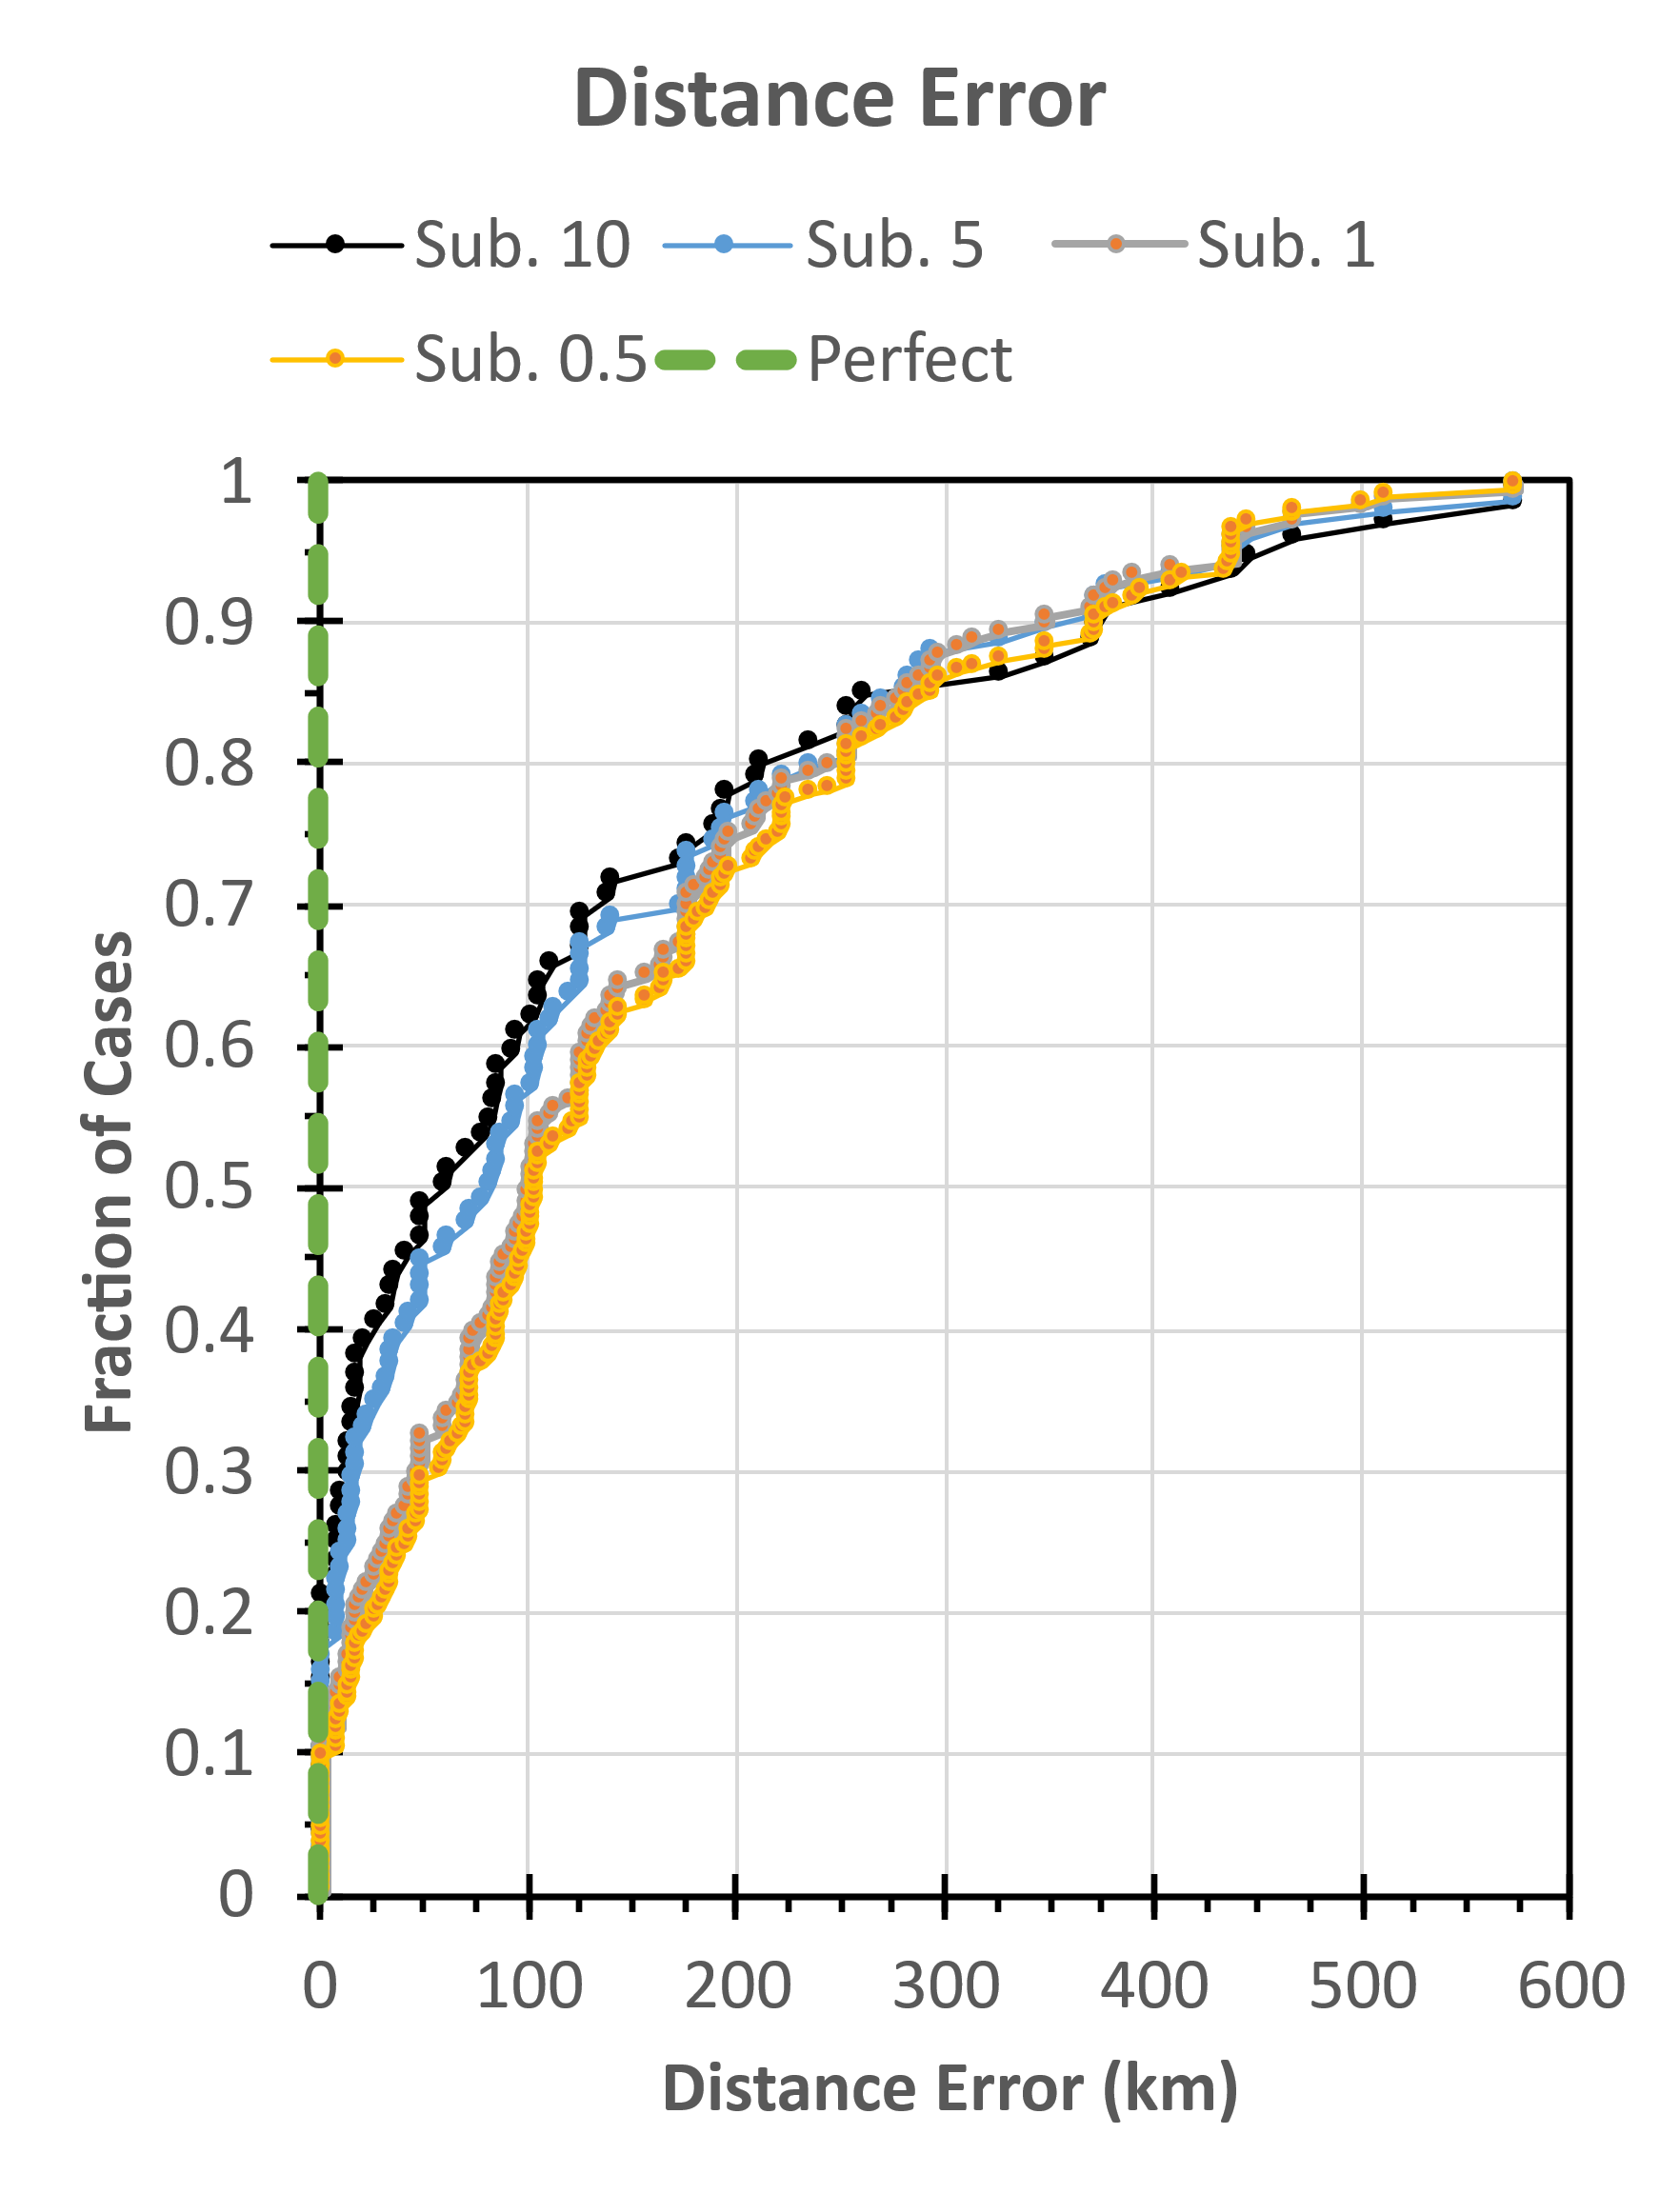 Distance Error
Sub. 10 Sub. 5 Sub. 1
Sub. 0.5 Perfect
1
0.9
0.8
0.7
0.6
0.5
0.4
0.3
0.2
0.1
0
Fraction of Cases
0 100 200 300 400 500 600
Distance Error (km)